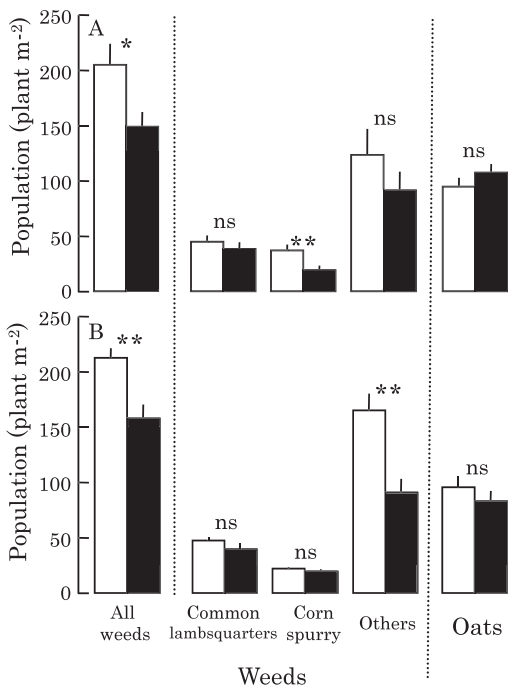 A
Population (plant m-2)
250
200
150
100
50
0
*
ns
**
ns
ns
B
Population (plant m-2)
250
200
150
100
50
0
**
ns
ns
**
ns
All weeds
Common lambsquarters
Corn spurry
Others
Oats
Weeds